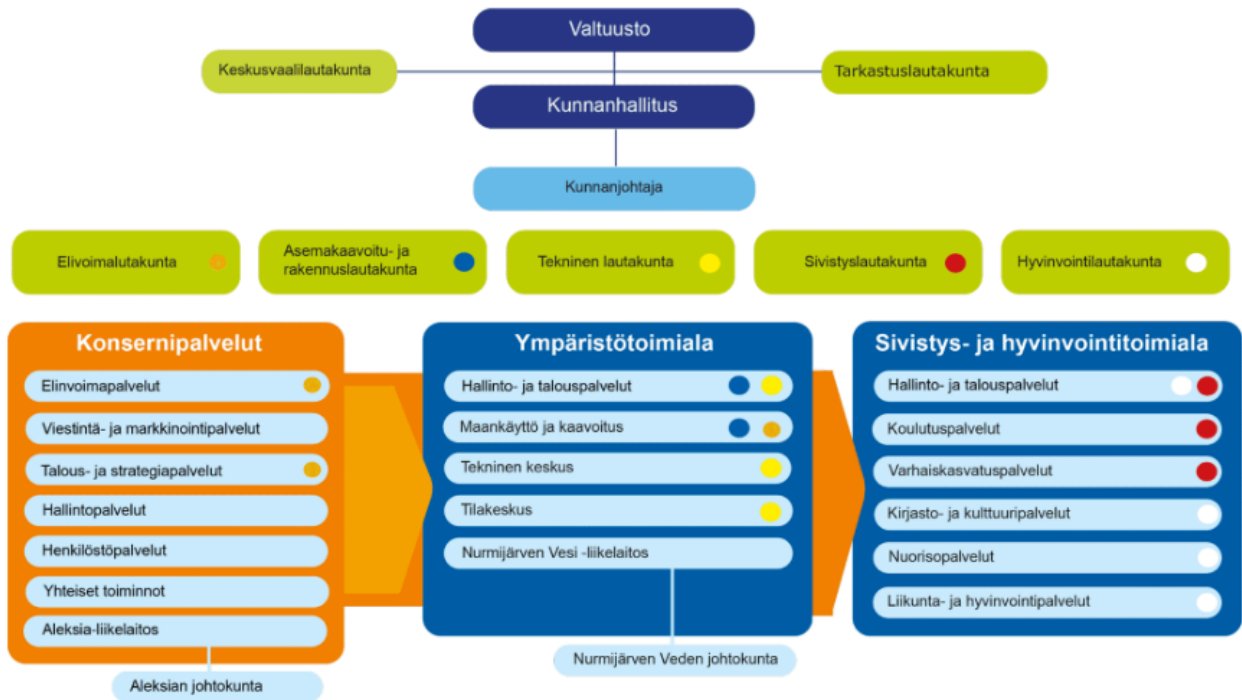 Valtuusto
Keskusvaalilautakunta
Tarkastuslautakunta
Kunnanhallitus
Kunnanjohtaja
Elivoimalutakunta
Asemakaavoitu- ja
rakennuslautakunta
Tekninen lautakunta
Sivistyslautakunta
Hyvinvointilautakunta
Konsernipalvelut
Elinvoimapalvelut
Viestintä- ja markkinointipalvelut
Talous- ja strategiapalvelut
Hallintopalvelut
Henkilöstöpalvelut
Yhteiset toiminnot
Aleksia-liikelaitos
Aleksian johtokunta
Ympäristötoimiala
Hallinto- ja talouspalvelut
Maankäyttö ja kaavoitus
Tekninen keskus
Tilakeskus
Nurmijärven Vesi -liikelaitos
Nurmijärven Veden johtokunta
Sivistys- ja hyvinvointitoimiala
Hallinto- ja talouspalvelut
Koulutuspalvelut
Varhaiskasvatuspalvelut
Kirjasto- ja kulttuuripalvelut
Nuorisopalvelut
Liikunta- ja hyvinvointipalvelut